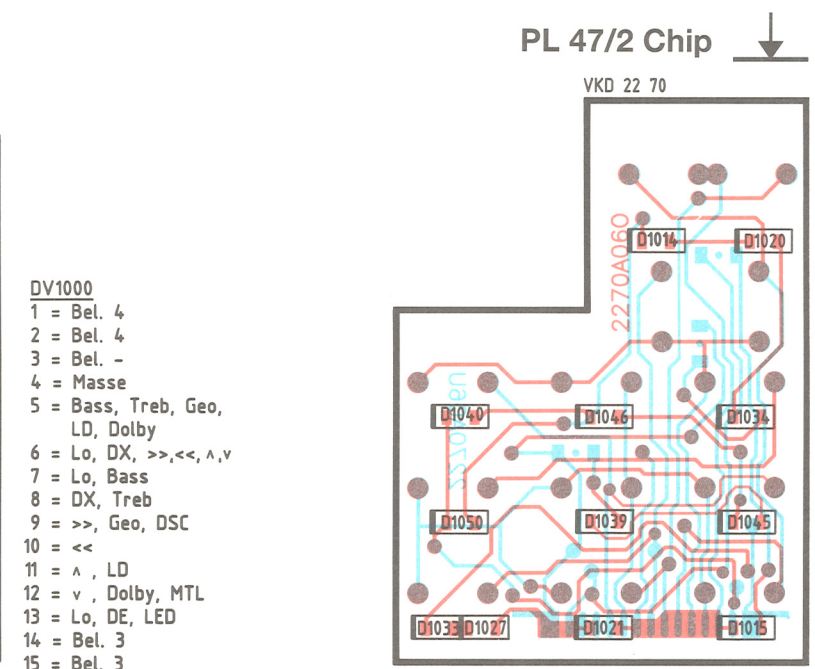 PL 47/2 Chip
VKD 22 70
2270A060
D1014
D1020
DV1000
1 = Bel. 4
2 = Bel. 4
3 = Bel. -
4 = Masse
5 = Bass, Treb, Geo,
LD, Dolby
6 = Lo, DX, >>,<<, ʌ,v
7 = Lo, Bass
8 = DX, Treb
9 = >>, Geo, DSC
10 = <<
11 = ʌ , LD
12 = v , Dolby, MTL
13 = Lo, DE, LED
14 = Bel. 3
15 = Bel. 3
D1040
D1046
D1034
D1050
D1039
D1045
D1033
D1027
D1021
D1015